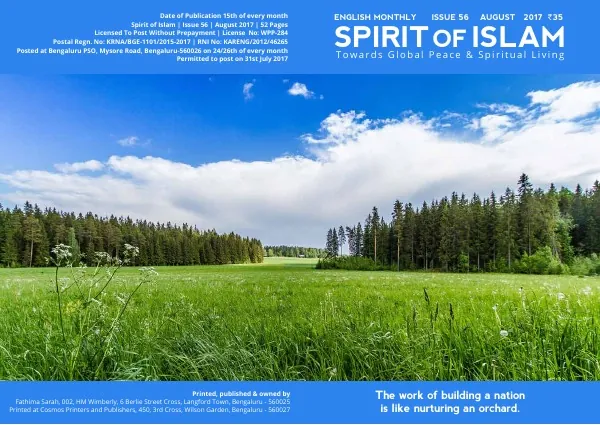 Date of Publication 15th of every month
Spirit of Islam | Issue 56 | August 2017 | 52 Pages
Licensed To Post Without Prepayment | License No: WPP-284
Postal Regn. No: KRNA/BGE-1101/2015-2017 | RNI No: KARENG/2012/46265
Posted at Bengaluru PSO, Mysore Road, Bengaluru-560026 on 24/26th of every month
Permitted to post on 31st July 2017
ENGLISH MONTHLY ISSUE 56 AUGUST 2017 ₹35
SPIRIT OF ISLAM
Towards Global Peace & Spiritual Living
Printed, published & owned by
Fathima Sarah, 002, HM Wimberly, 6 Berlie Street Cross, Langford Town, Bengaluru - 560025
Printed at Cosmos Printers and Publishers, 450, 3rd Cross, Wilson Garden, Bengaluru - 560027
The work of building a nation
is like nurturing an orchard.